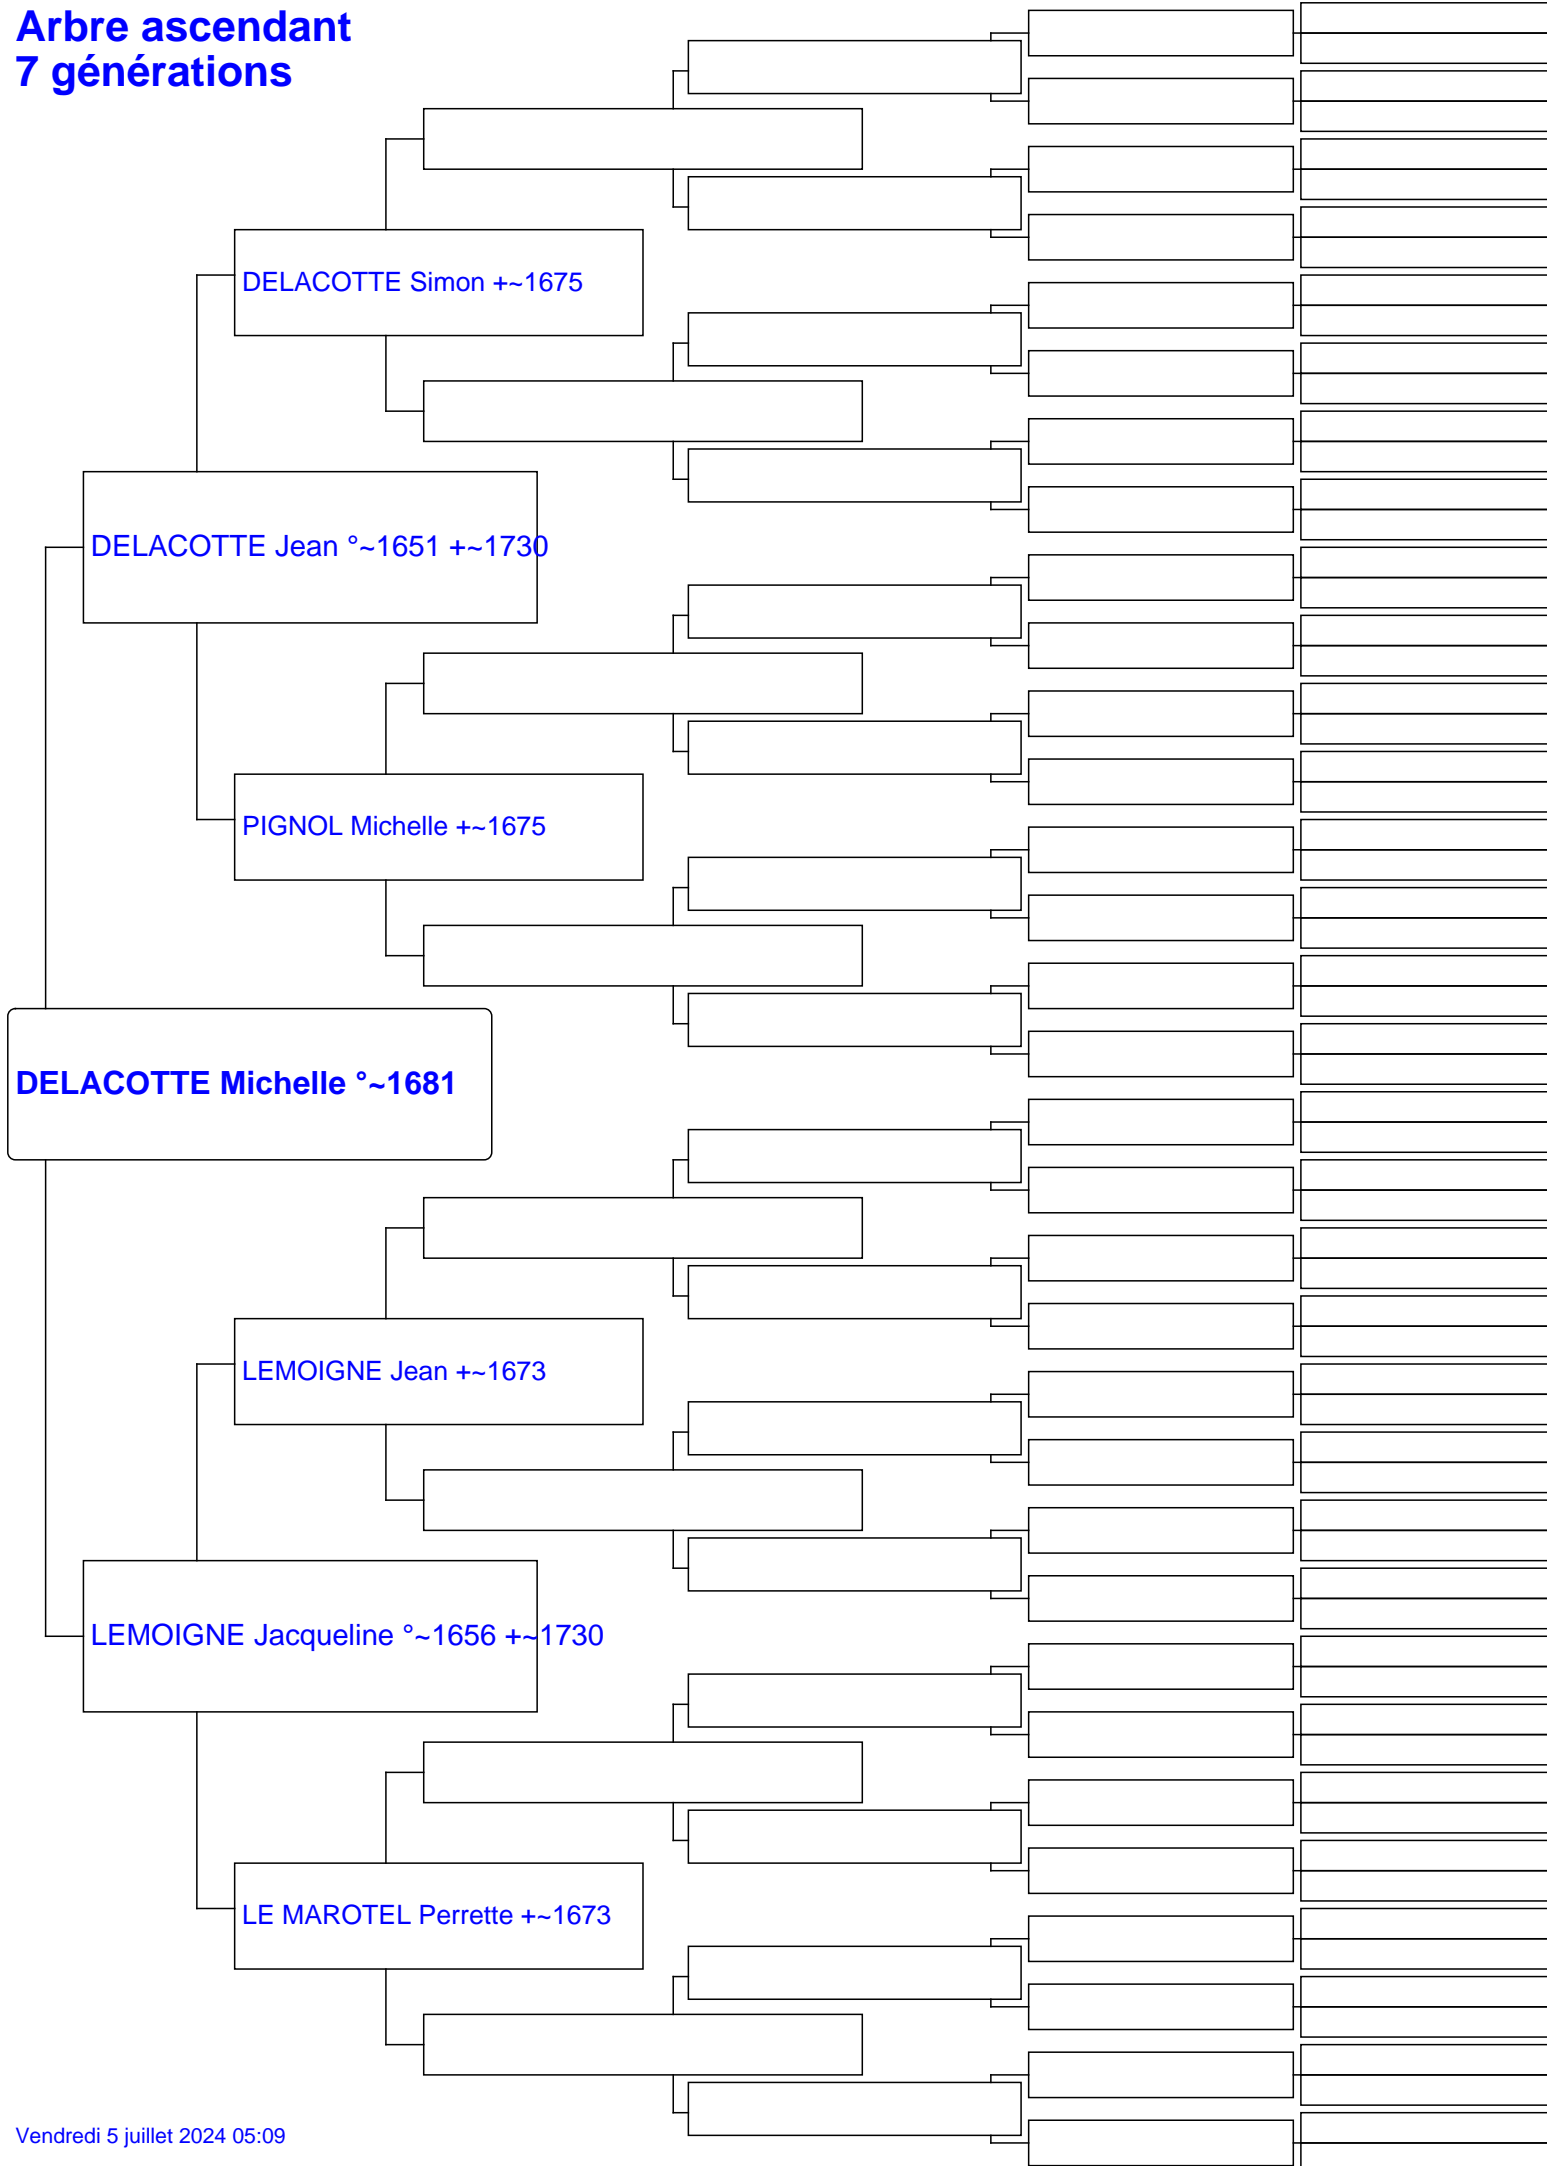 Arbre ascendant
7 générations
DELACOTTE Simon +~1675
DELACOTTE Jean °~1651 +~1730
PIGNOL Michelle +~1675
DELACOTTE Michelle °~1681
LEMOIGNE Jean +~1673
LEMOIGNE Jacqueline °~1656 +~1730
LE MAROTEL Perrette +~1673
Vendredi 5 juillet 2024 05:09